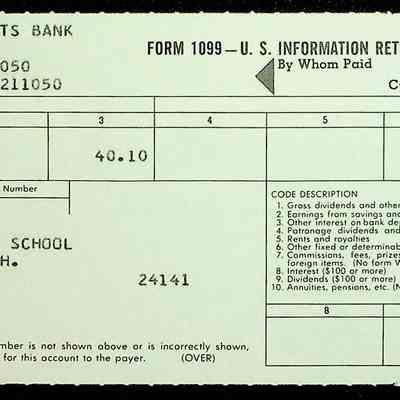 TS BANK
FORM 1099—U. S. INFORMATION RET
By Whom Paid
050
211050
C
3 4 5
40.10
Number
CODE DESCRIPTION
1. Gross dividends and other
2. Earnings from savings and
3. Other interest on bank de
4. Patronage dividends and
5. Rents and royalties
6. Other fixed or determinab
7. Commissions, fees, prizes
foreign items. (No form W
8. Interest ($100 or more)
9. Dividends ($100 or more)
10. Annuities, pensions, etc. (N
SCHOOL
H.
24141
8
mber is not shown above or is incorrectly shown,
for this account to the payer. (OVER)